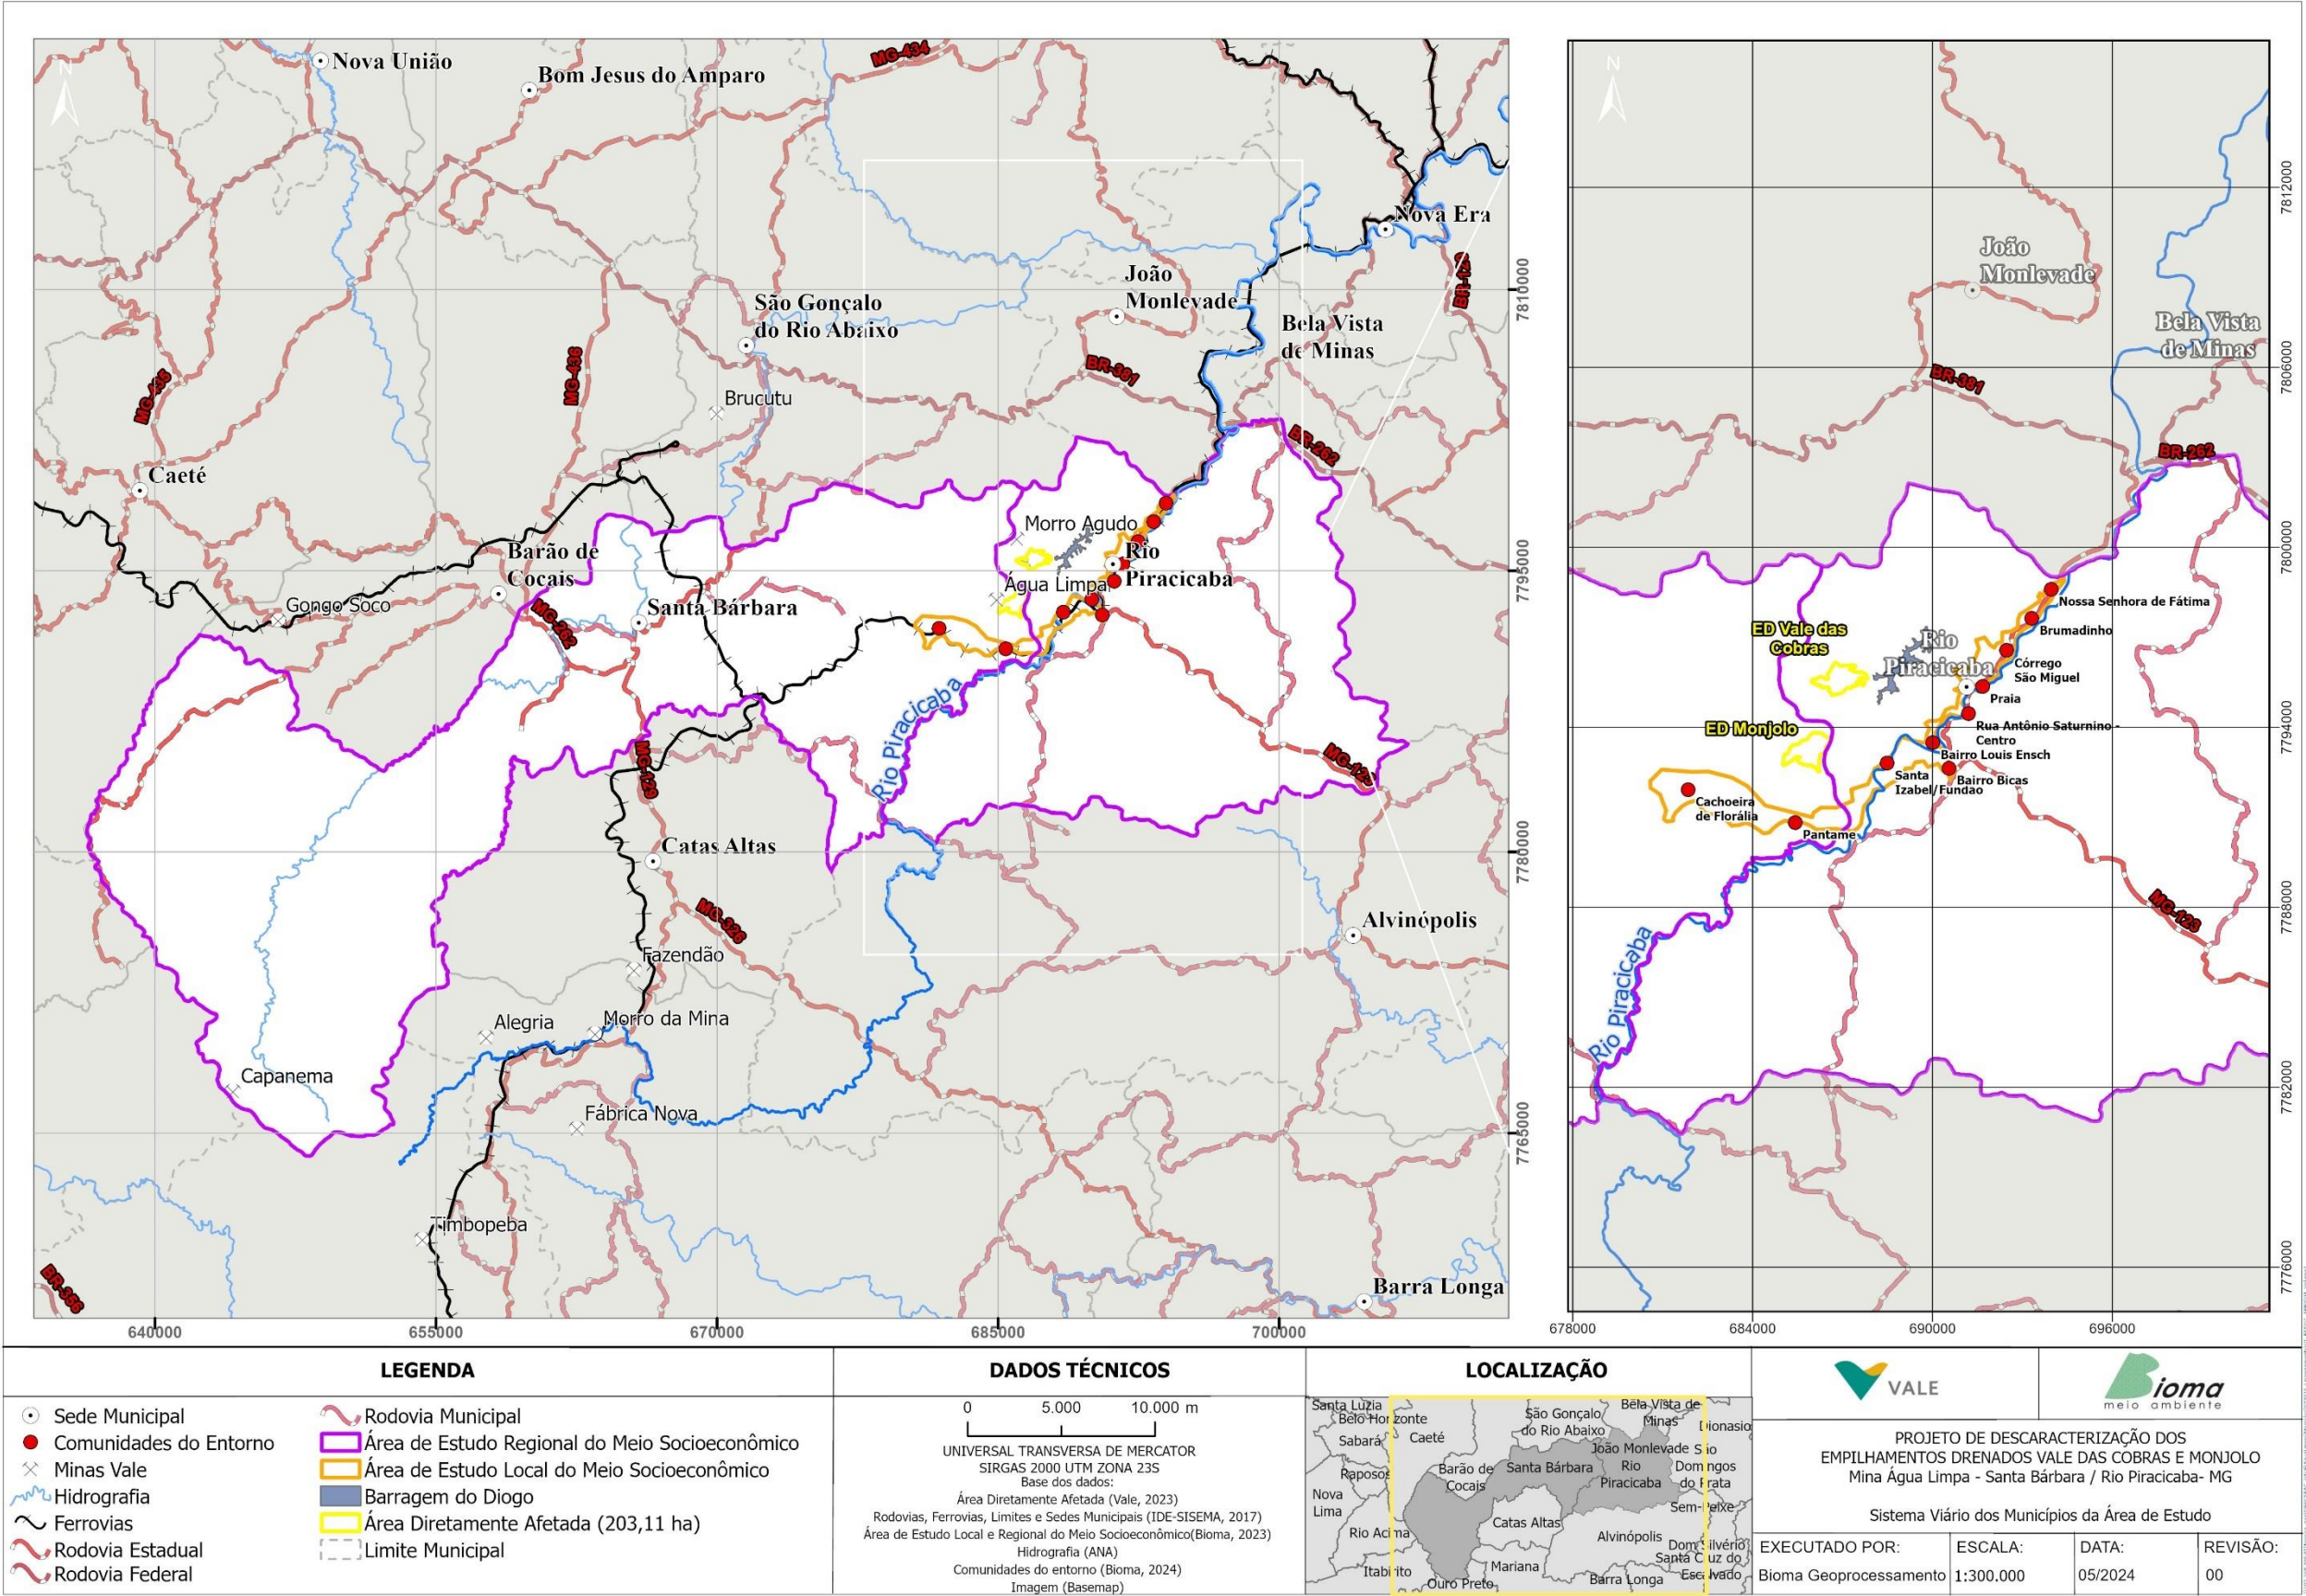 N
Nova União
Bom Jesus do Amparo
MG-434
Nova Era
João
Monlevade
São Gonçalo
do Rio Abaixo
Bela Vista
de Minas
MG-436
MG-435
BR-381
Brucutu
BR-262
Caeté
Morro Agudo
Barão de
Cocais
Rio
Piracicaba
Água Limpa
Gongo Soco
MG-262
Santa Bárbara
Rio Piracicaba
MG-129
MG-123
Catas Altas
MG-326
Alvinópolis
Fazendão
Alegria
Morro da Mina
Capanema
Fábrica Nova
Timbopeba
BR-356
Barra Longa
640000
655000
670000
685000
700000
7810000
7795000
7780000
7765000
N
João
Monlevade
Bela Vista
de Minas
BR-381
BR-262
Nossa Senhora de Fátima
Brumadinho
ED Vale das
Cobras
Rio
Piracicaba
Córrego
São Miguel
Praia
ED Monjolo
Rua Antônio Saturnino -
Centro
Bairro Louis Ensch
Santa
Izabel/Fundão
Bairro Bicas
Cachoeira
de Florália
Pantame
MG-123
Rio Piracicaba
678000
684000
690000
696000
7812000
7806000
7800000
7794000
7788000
7782000
7776000
LEGENDA
Sede Municipal
Comunidades do Entorno
Minas Vale
Hidrografia
Ferrovias
Rodovia Estadual
Rodovia Federal
Rodovia Municipal
Área de Estudo Regional do Meio Socioeconômico
Área de Estudo Local do Meio Socioeconômico
Barragem do Diogo
Área Diretamente Afetada (203,11 ha)
Limite Municipal
DADOS TÉCNICOS
0 5.000 10.000 m
UNIVERSAL TRANSVERSA DE MERCATOR
SIRGAS 2000 UTM ZONA 23S
Base dos dados:
Área Diretamente Afetada (Vale, 2023)
Rodovias, Ferrovias, Limites e Sedes Municipais (IDE-SISEMA, 2017)
Área de Estudo Local e Regional do Meio Socioeconômico(Bioma, 2023)
Hidrografia (ANA)
Comunidades do entorno (Bioma, 2024)
Imagem (Basemap)
LOCALIZAÇÃO
Santa Luzia
Belo Horizonte
Sabará
Caeté
São Gonçalo
do Rio Abaixo
Bela Vista de
Minas
Dionasio
Raposos
Barão de
Cocais
Santa Bárbara
João Monlevade
Rio
Piracicaba
São
Domingos
do Prata
Nova
Lima
Sem-Peixe
Rio Acima
Catas Altas
Alvinópolis
Dom Silvério
Santa Cruz do
Escalvado
Itabirito
Mariana
Ouro Preto
Barra Longa
VALE
Bioma
meio ambiente
PROJETO DE DESCARACTERIZAÇÃO DOS
EMPILHAMENTOS DRENADOS VALE DAS COBRAS E MONJOLO
Mina Água Limpa - Santa Bárbara / Rio Piracicaba- MG
Sistema Viário dos Municípios da Área de Estudo
EXECUTADO POR:
Bioma Geoprocessamento
ESCALA:
1:300.000
DATA:
05/2024
REVISÃO:
00